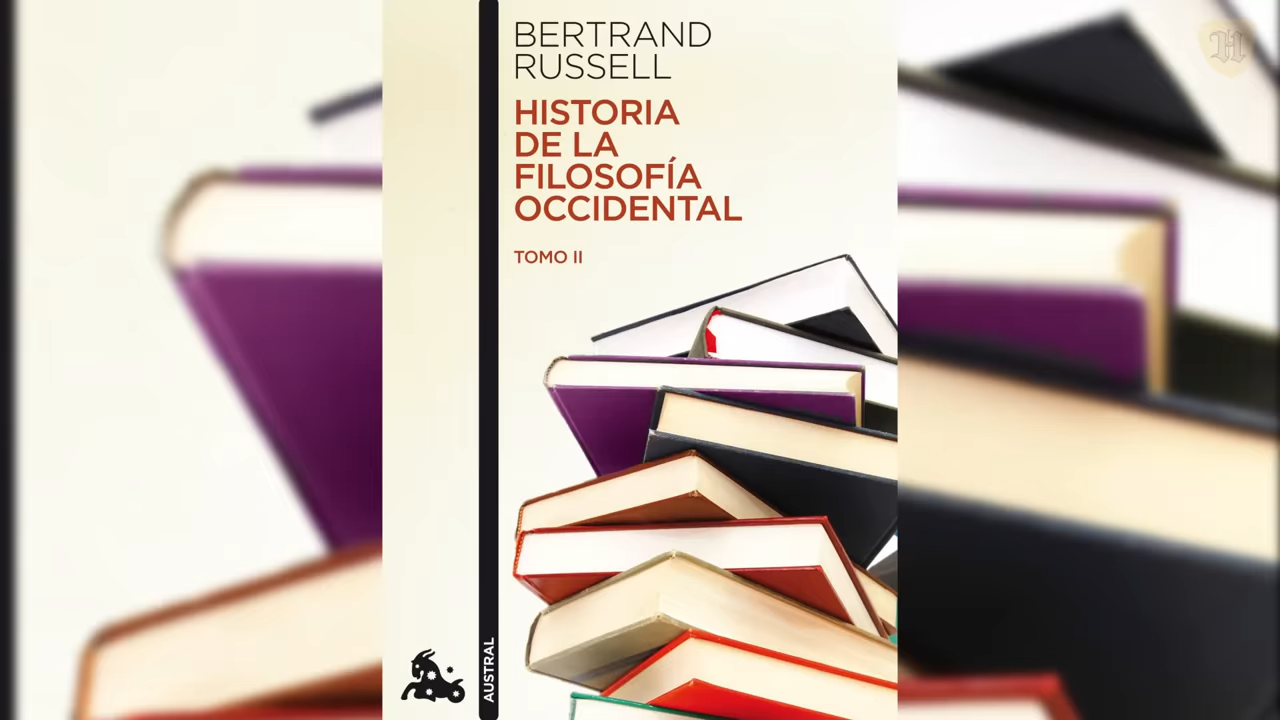 BERTRAND
RUSSELL
HISTORIA
DE LA
FILOSOFÍA
OCCIDENTAL
TOMO II
AUSTRAL